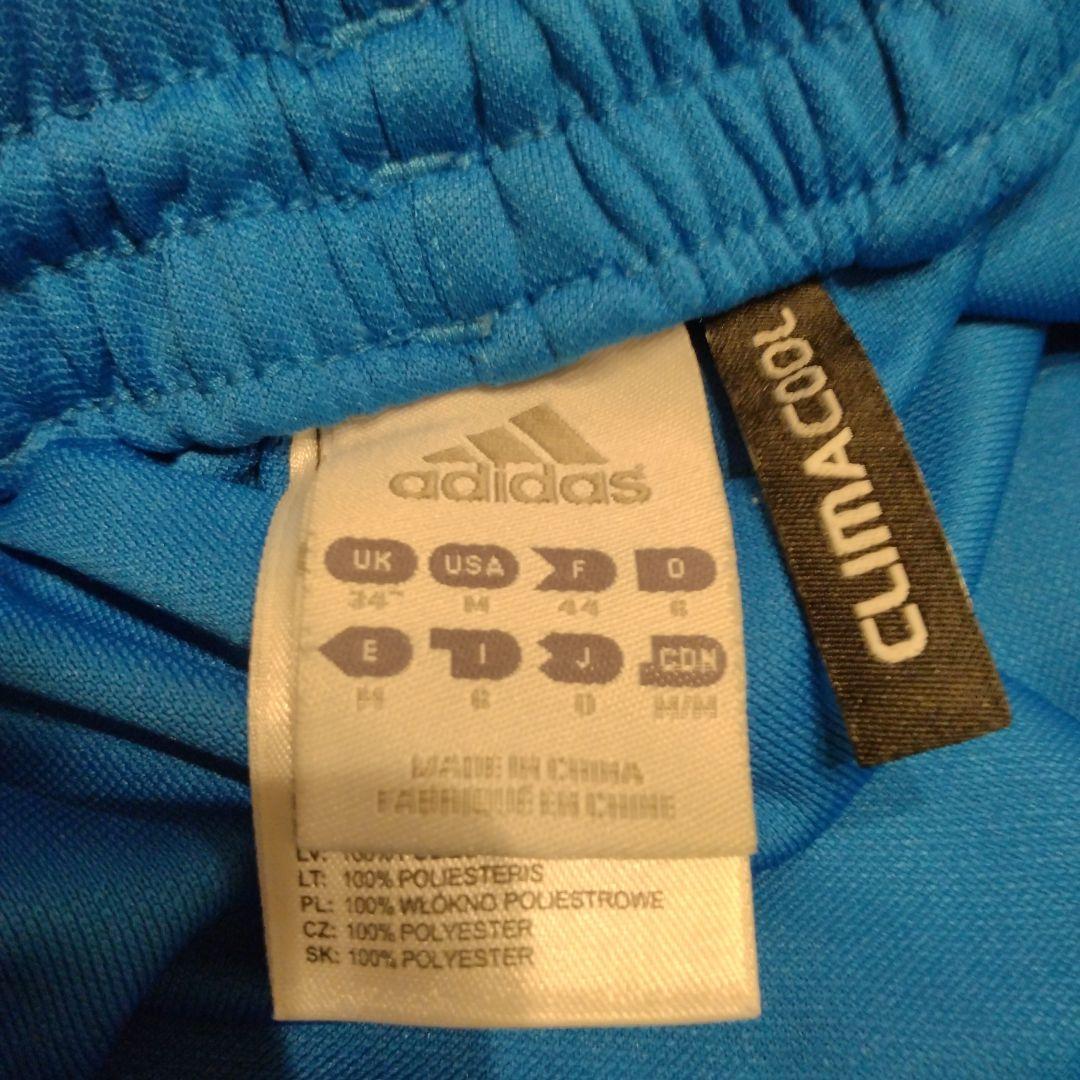 adidas
UK USA F D
34" M 44 6
E I J CDN
M 6 O M/M
MADE IN CHINA
FABRIQUÉ EN CHINE
LT: 100% POLIESTERIS
PL: 100% WŁÓKNO POLIESTROWE
CZ: 100% POLYESTER
SK: 100% POLYESTER
CLIMACOOL